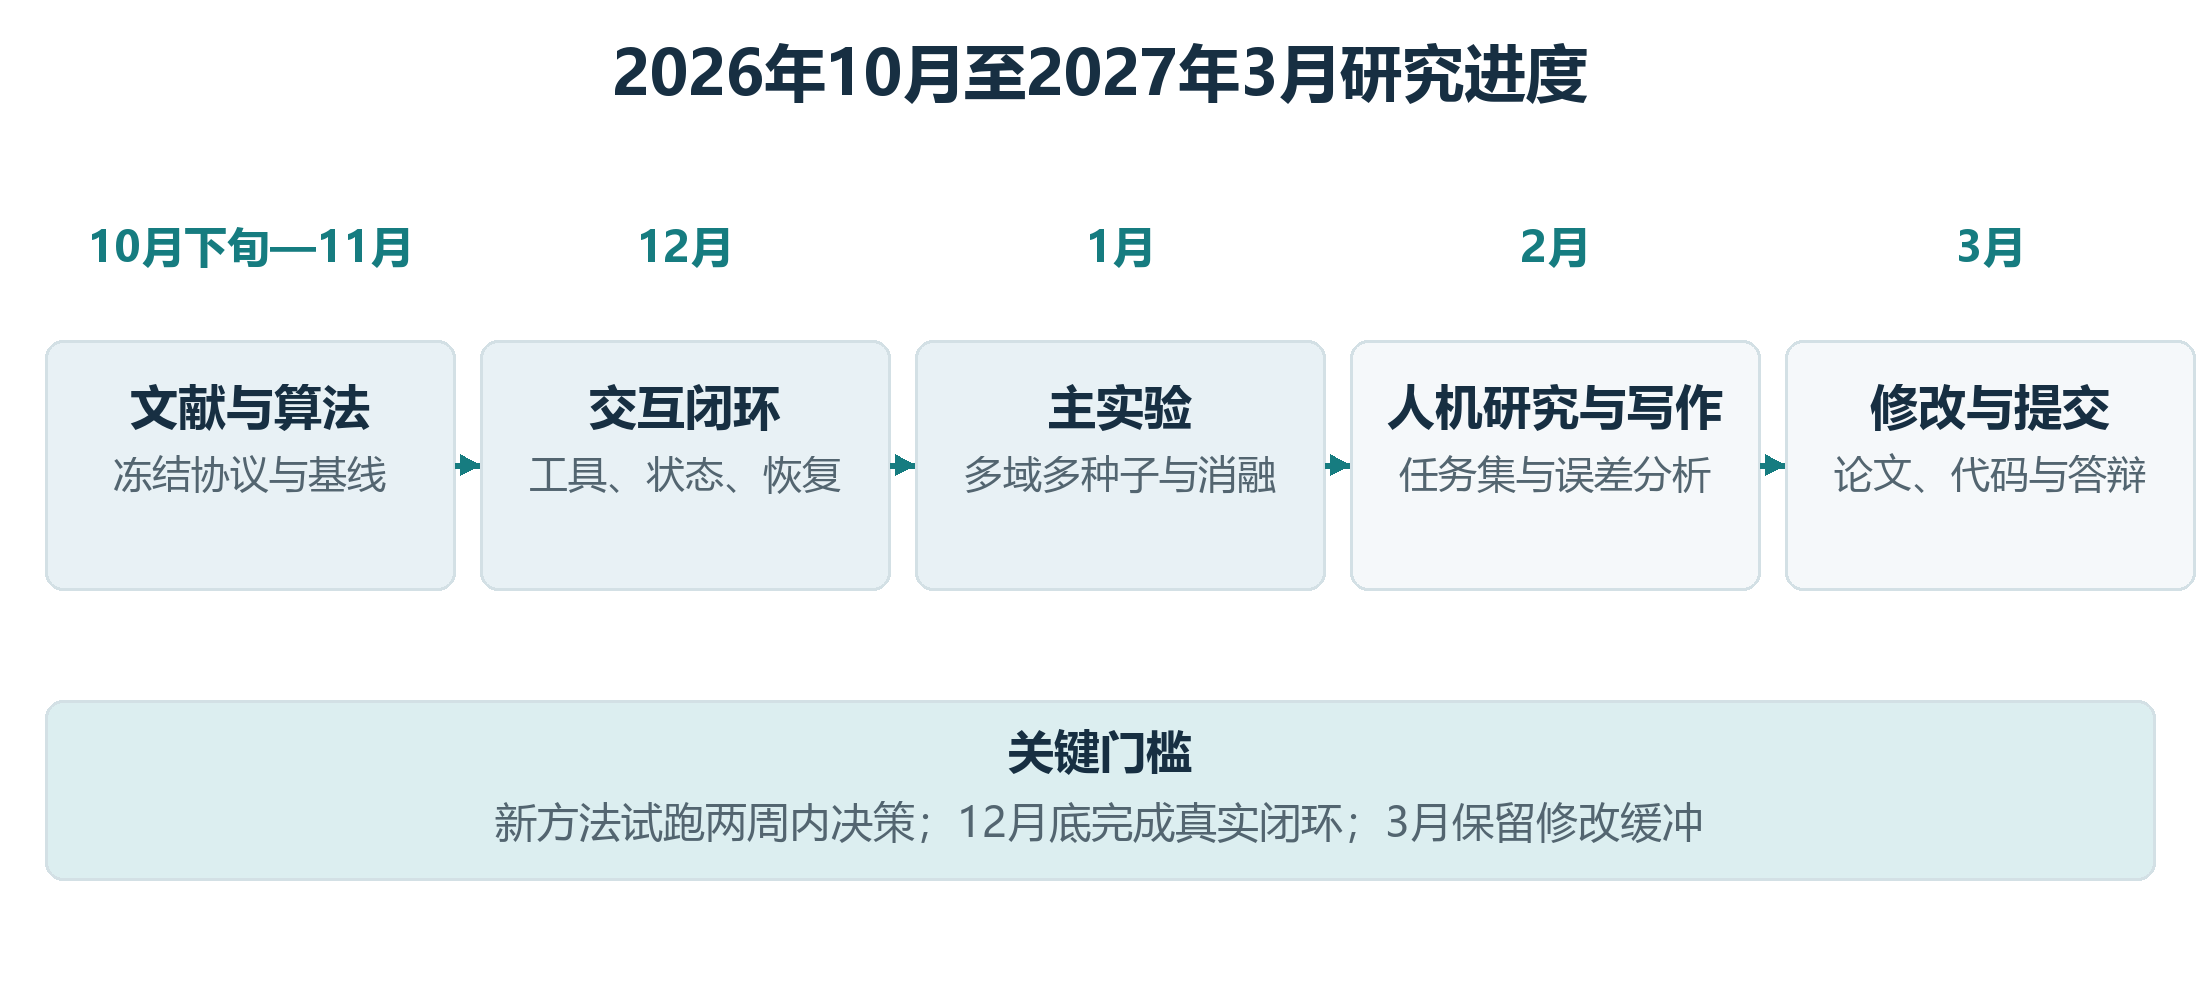 2026年10月至2027年3月研究进度
10月下旬—11月
12月
1月
2月
3月
文献与算法
冻结协议与基线
交互闭环
工具、状态、恢复
主实验
多域多种子与消融
人机研究与写作
任务集与误差分析
修改与提交
论文、代码与答辩
关键门槛
新方法试跑两周内决策；12月底完成真实闭环；3月保留修改缓冲